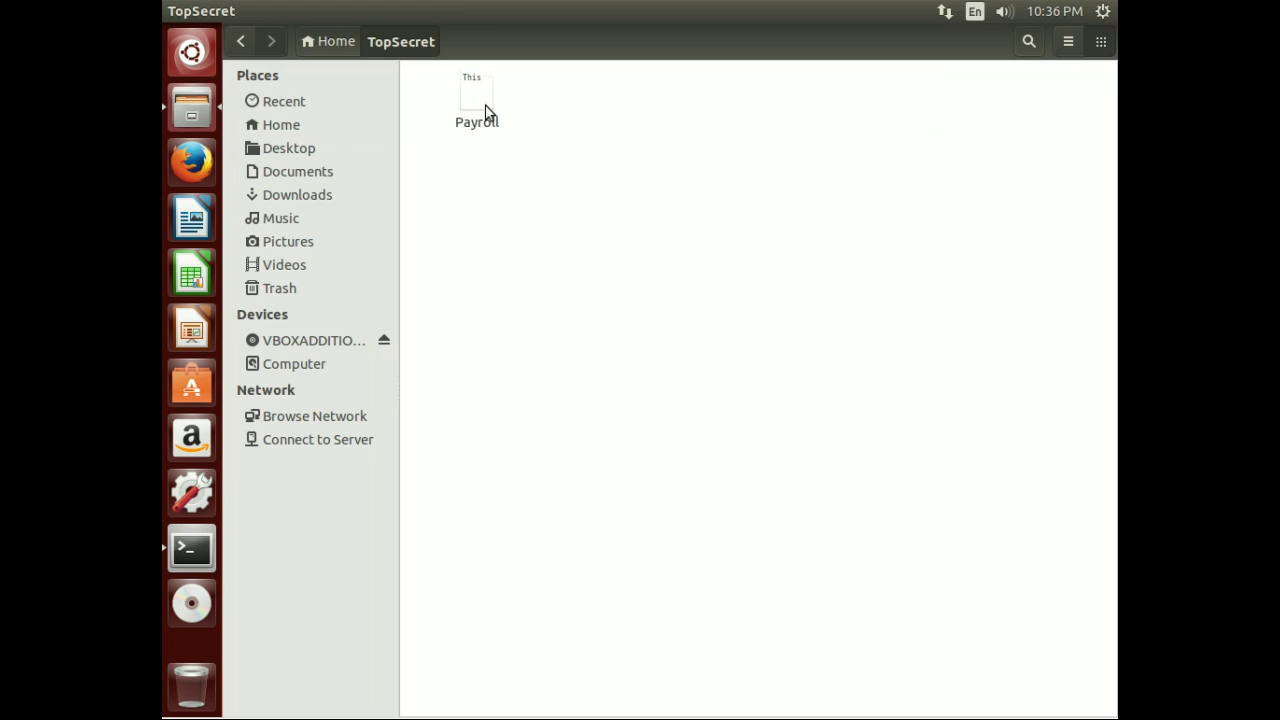 TopSecret
En
10:36 PM
Home
TopSecret
Places
Recent
Home
Desktop
Documents
Downloads
Music
Pictures
Videos
Trash
Devices
VBOXADDITIO...
Computer
Network
Browse Network
Connect to Server
This
Payroll